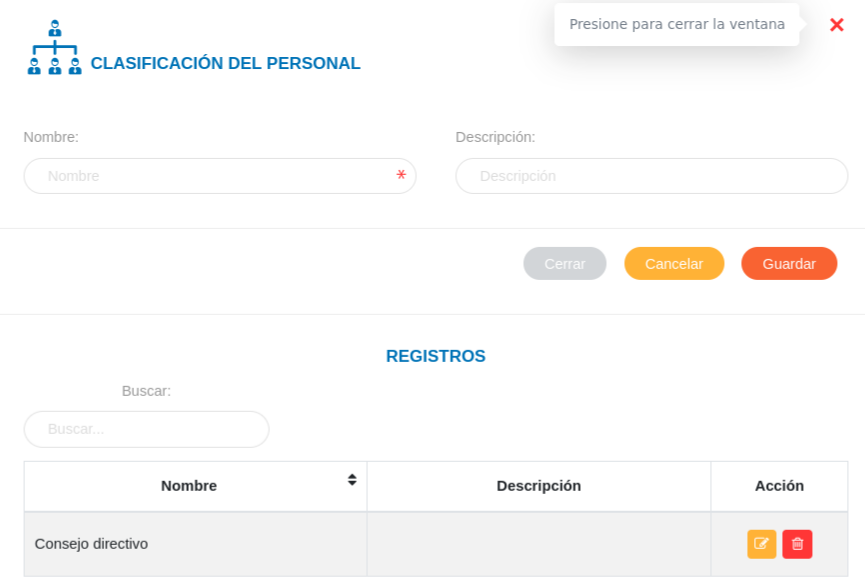 Presione para cerrar la ventana
CLASIFICACIÓN DEL PERSONAL
Nombre: Descripción:
Nombre * Descripción
Cerrar Cancelar Guardar
REGISTROS
Buscar:
Buscar...
Nombre Descripción Acción
Consejo directivo